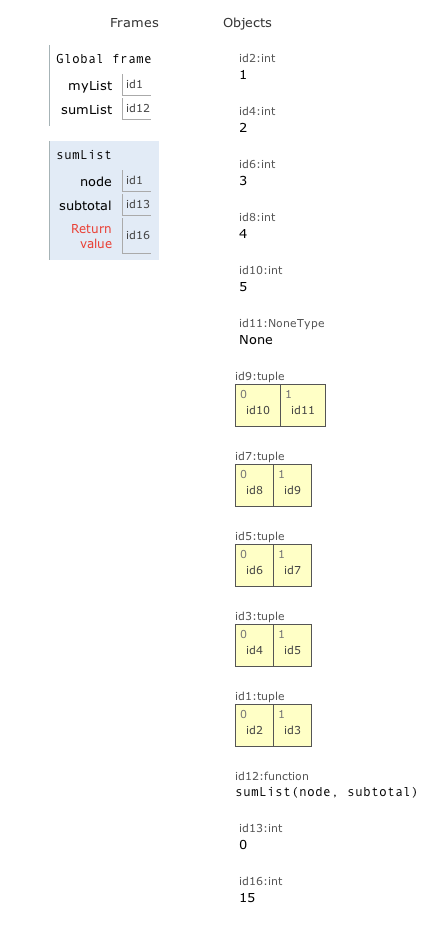 Frames Objects
Global frame
myList id1
sumList id12
sumList
node id1
subtotal id13
Return
value id16
id2:int
1
id4:int
2
id6:int
3
id8:int
4
id10:int
5
id11:NoneType
None
id9:tuple
0 1
id10 id11
id7:tuple
0 1
id8 id9
id5:tuple
0 1
id6 id7
id3:tuple
0 1
id4 id5
id1:tuple
0 1
id2 id3
id12:function
sumList(node, subtotal)
id13:int
0
id16:int
15